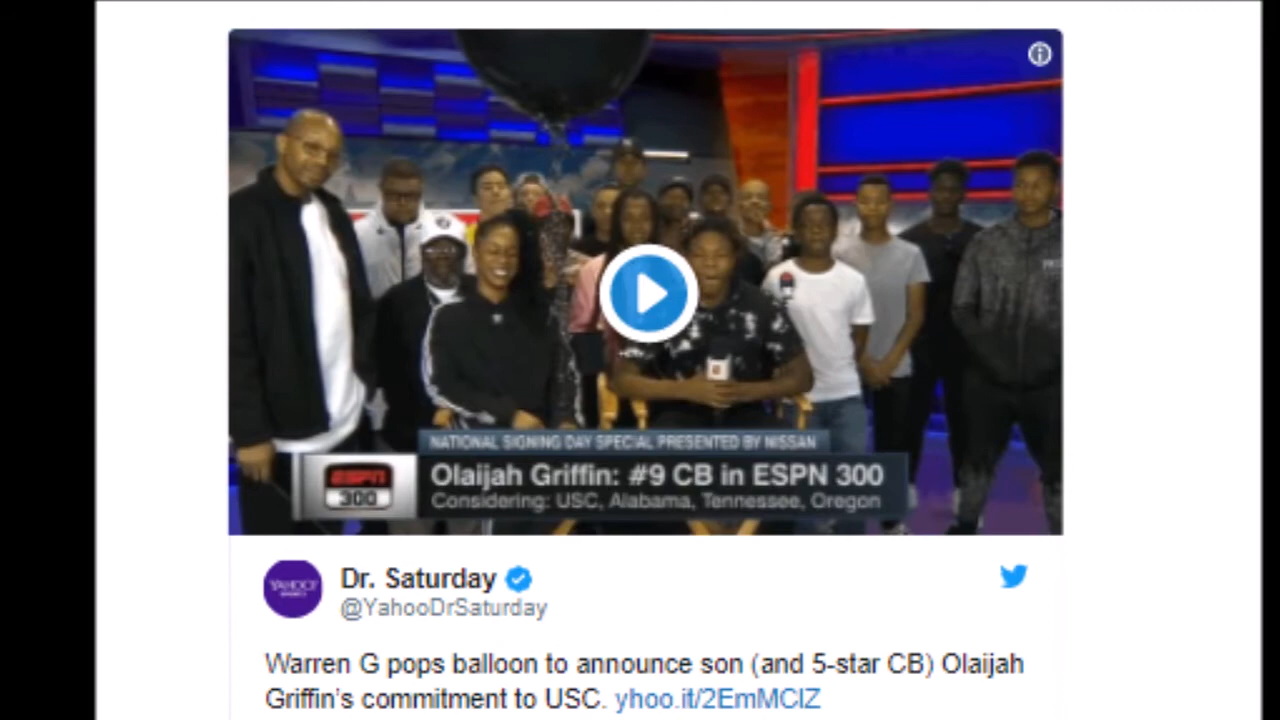 NATIONAL SIGNING DAY SPECIAL PRESENTED BY NISSAN
ESPN
300
Olaijah Griffin: #9 CB in ESPN 300
Considering: USC, Alabama, Tennessee, Oregon
YAHOO!
Dr. Saturday
@YahooDrSaturday
Warren G pops balloon to announce son (and 5-star CB) Olaijah
Griffin's commitment to USC. yhoo.it/2EmMClZ